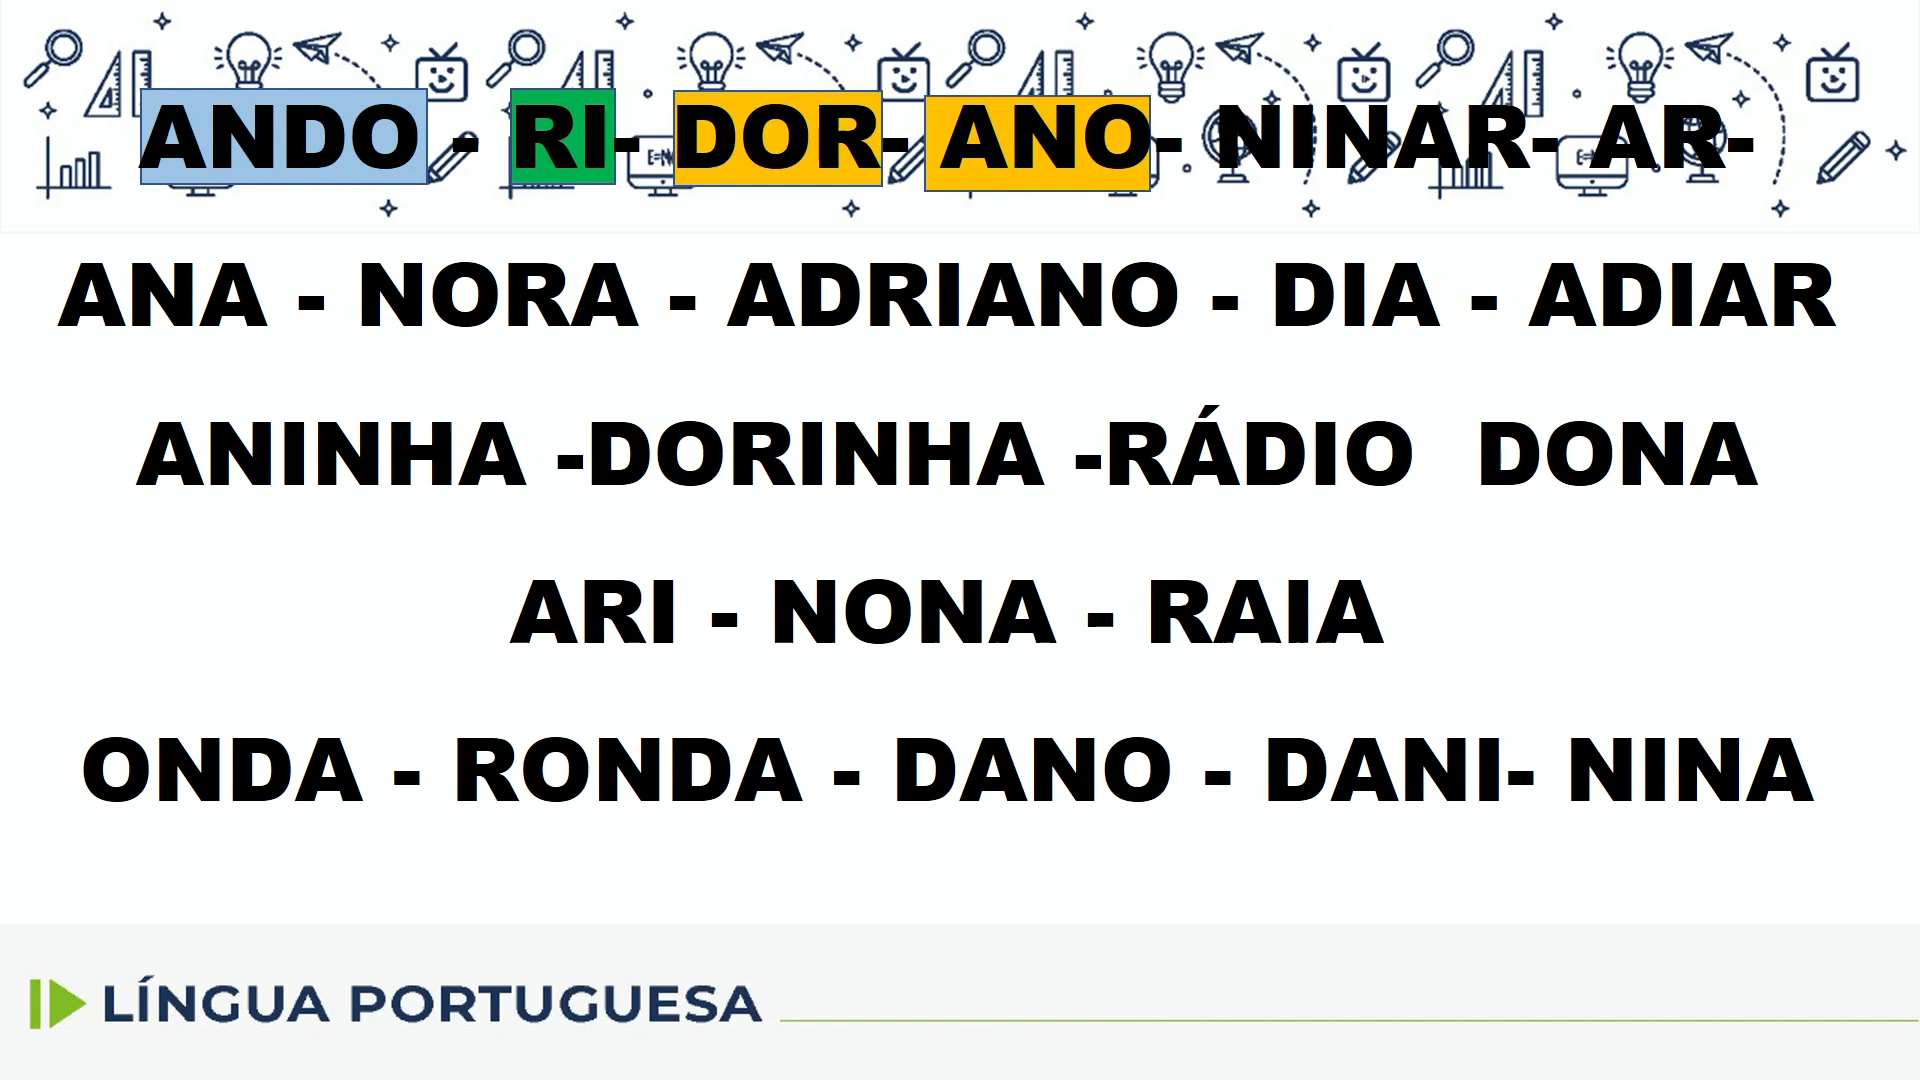 ANDO - RI- DOR- ANO- NINAR- AR-
ANA - NORA - ADRIANO - DIA - ADIAR
ANINHA -DORINHA -RÁDIO  DONA
ARI - NONA - RAIA
ONDA - RONDA - DANO - DANI- NINA
LÍNGUA PORTUGUESA